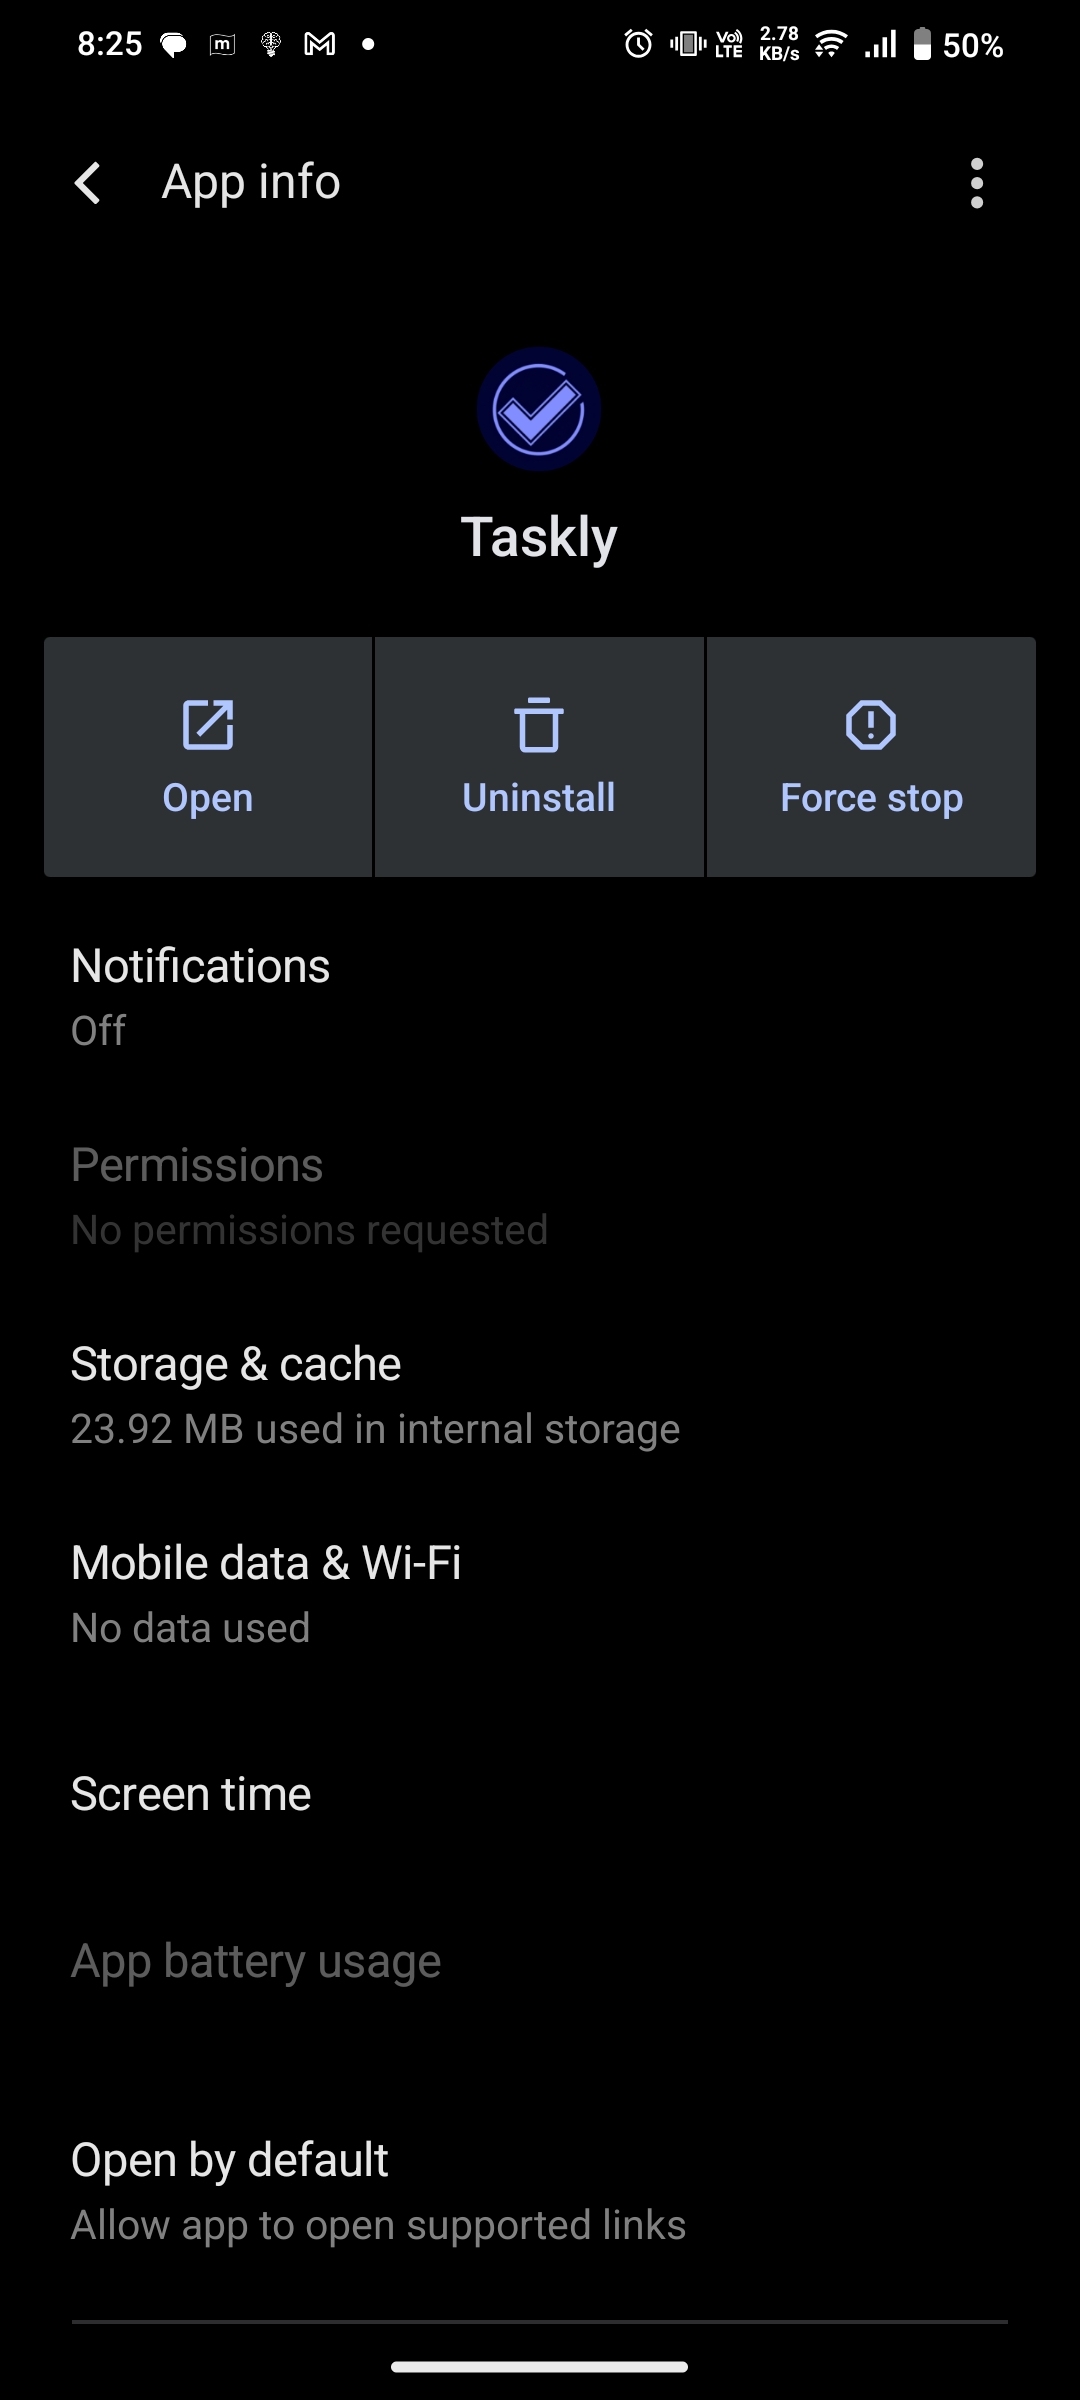 8:25 m VoLTE 2.78 KB/s 50%
App info
Taskly
Open Uninstall Force stop
Notifications
Off
Permissions
No permissions requested
Storage & cache
23.92 MB used in internal storage
Mobile data & Wi-Fi
No data used
Screen time
App battery usage
Open by default
Allow app to open supported links